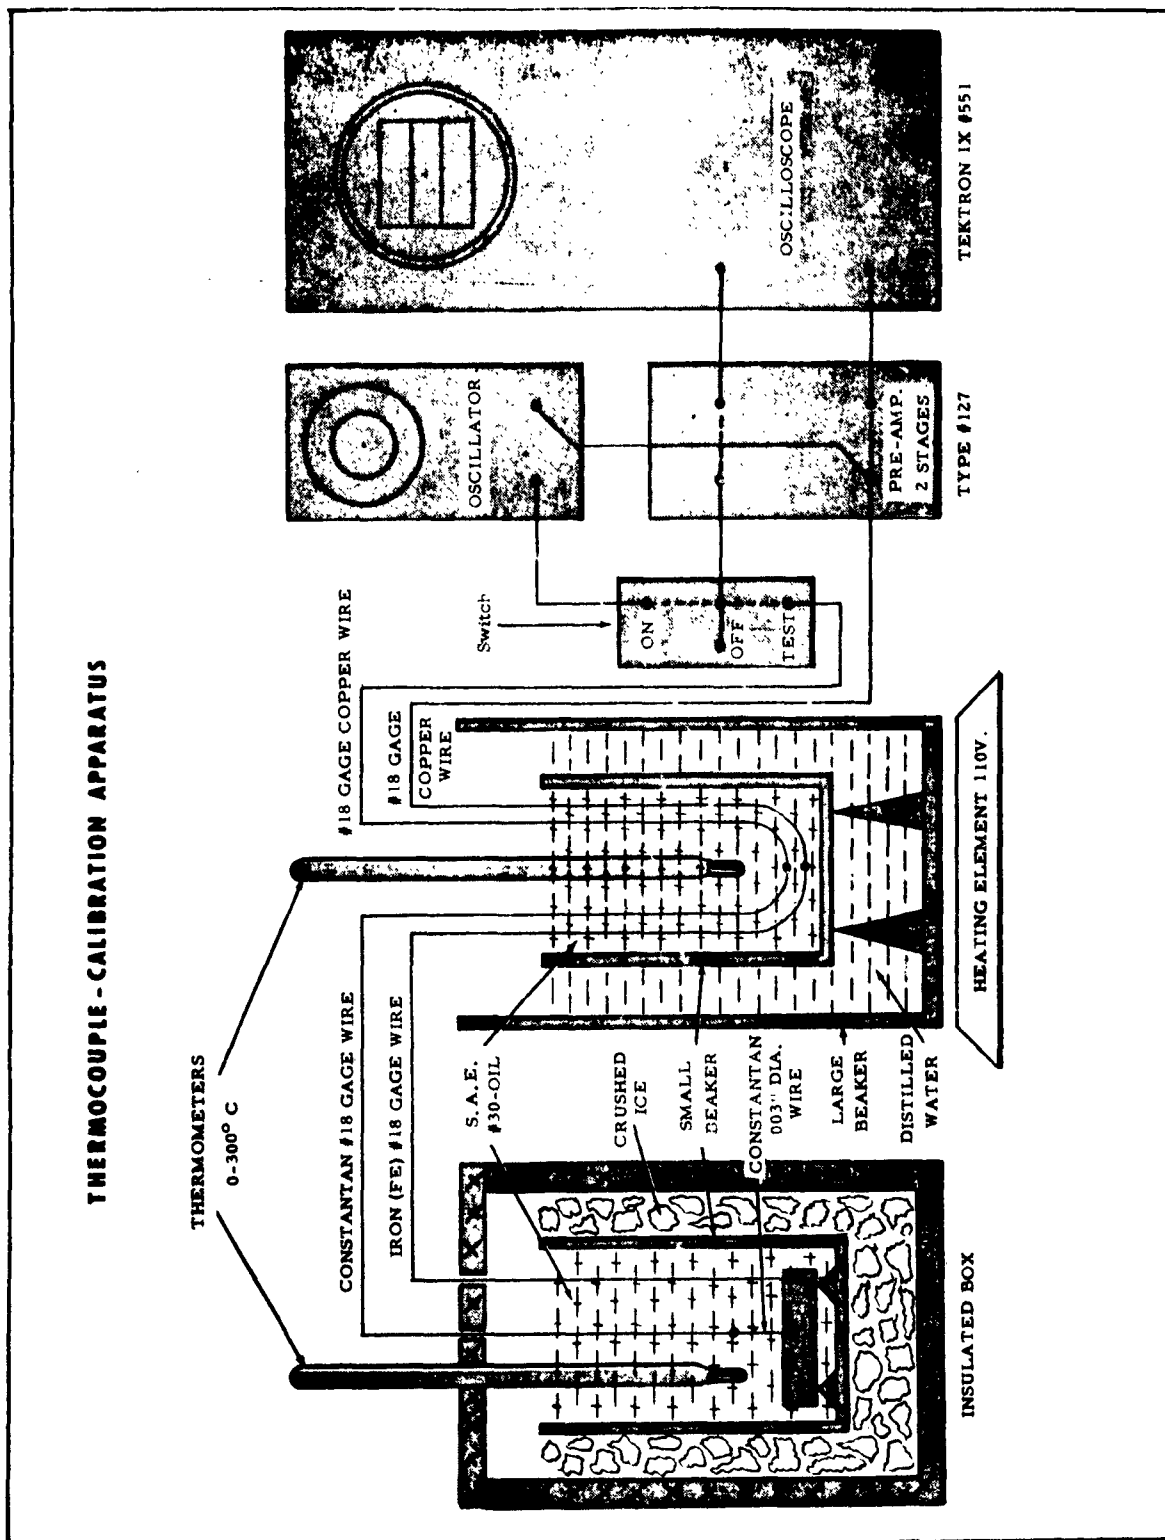 THERMOCOUPLE - CALIBRATION APPARATUS
THERMOMETERS
0-300° C
CONSTANTAN #18 GAGE WIRE
IRON (FE) #18 GAGE WIRE
#18 GAGE COPPER WIRE
#18 GAGE
COPPER
WIRE
S.A.E.
#30-OIL
CRUSHED
ICE
SMALL
BEAKER
CONSTANTAN
003" DIA.
WIRE
LARGE
BEAKER
DISTILLED
WATER
INSULATED BOX
HEATING ELEMENT 110V.
Switch
ON
OFF
TEST
OSCILLATOR
PRE-AMP.
2 STAGES
TYPE #127
OSCILLOSCOPE
TEKTRON IX #551